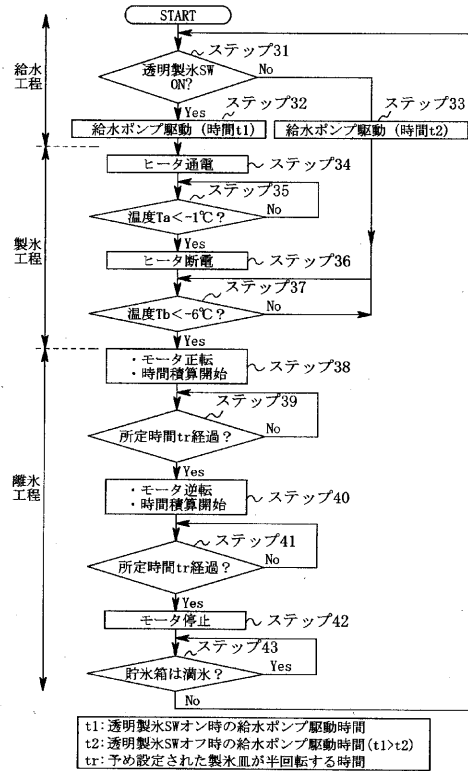 START
ステップ31
給水
工程
透明製氷SW
ON?
No
Yes
ステップ32
ステップ33
給水ポンプ駆動(時間t1)
給水ポンプ駆動(時間t2)
製氷
工程
ヒータ通電
ステップ34
ステップ35
温度Ta<-1℃?
No
Yes
ヒータ断電
ステップ36
ステップ37
温度Tb<-6℃?
No
Yes
離氷
工程
・モータ正転
・時間積算開始
ステップ38
ステップ39
所定時間tr経過?
No
Yes
・モータ逆転
・時間積算開始
ステップ40
ステップ41
所定時間tr経過?
No
Yes
モータ停止
ステップ42
ステップ43
貯氷箱は満氷?
Yes
No
t1:透明製氷SWオン時の給水ポンプ駆動時間
t2:透明製氷SWオフ時の給水ポンプ駆動時間(t1>t2)
tr:予め設定された製氷皿が半回転する時間